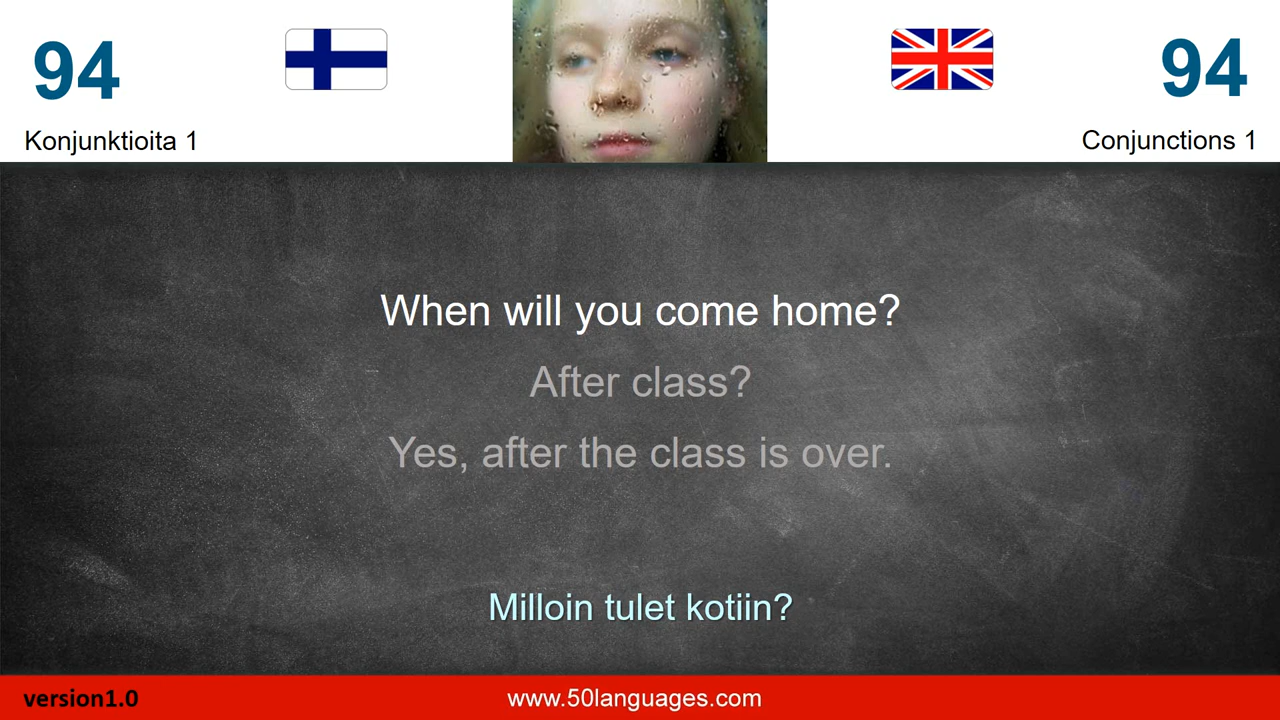 94
94
Konjunktioita 1
Conjunctions 1
When will you come home?
After class?
Yes, after the class is over.
Milloin tulet kotiin?
version1.0
www.50languages.com